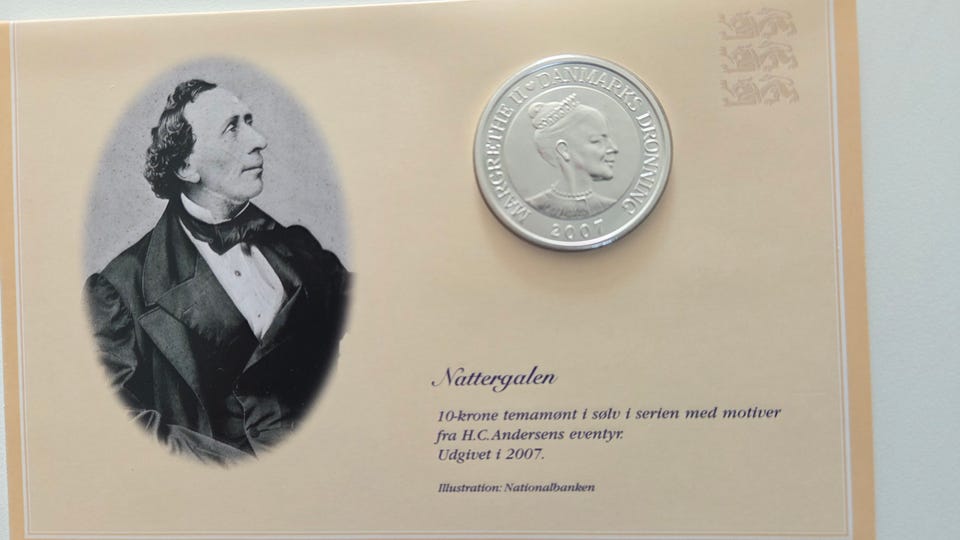 MARGRETHE II ♥ DANMARKS DRONNING
2007
Nattergalen
10-krone temamønt i sølv i serien med motiver
fra H.C. Andersens eventyr.
Udgivet i 2007.
Illustration: Nationalbanken